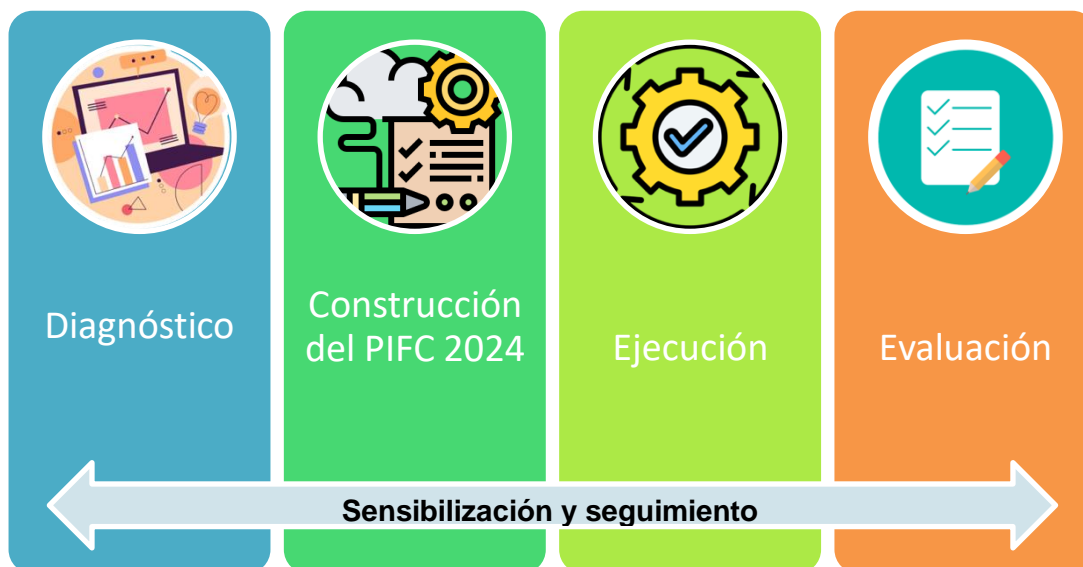 Diagnóstico
Construcción
del PIFC 2024
Ejecución
Evaluación
Sensibilización y seguimiento